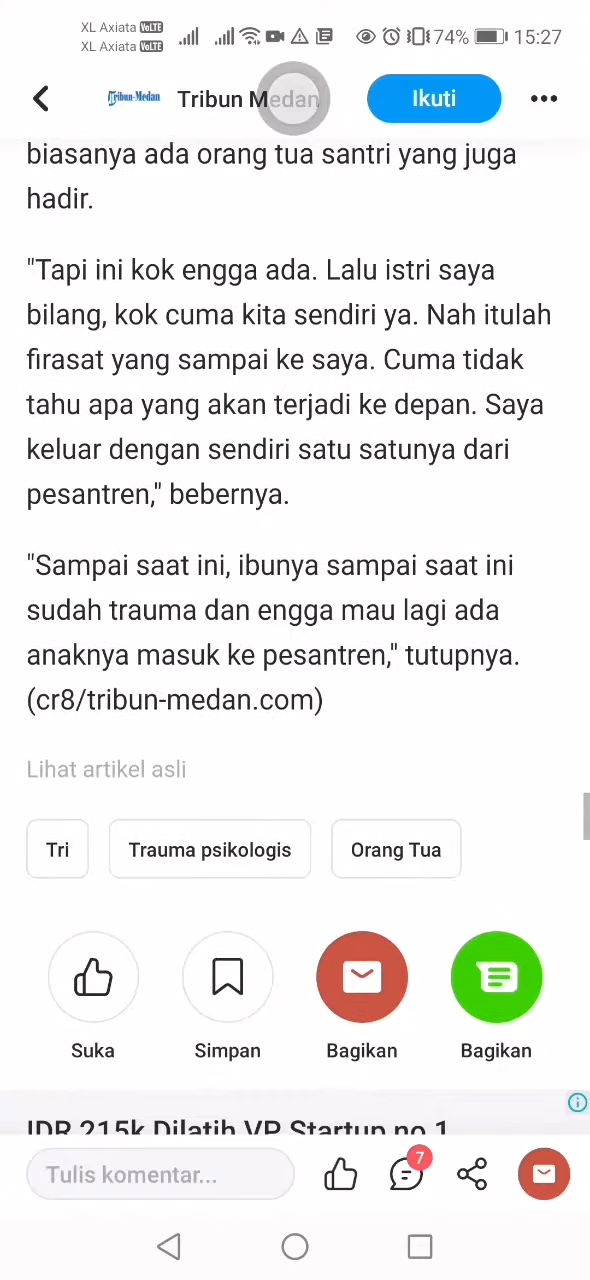 XL Axiata VoLTE
XL Axiata VoLTE
74% 15:27
Tribun-Medan Tribun Medan. Ikuti
biasanya ada orang tua santri yang juga
hadir.
"Tapi ini kok engga ada. Lalu istri saya
bilang, kok cuma kita sendiri ya. Nah itulah
firasat yang sampai ke saya. Cuma tidak
tahu apa yang akan terjadi ke depan. Saya
keluar dengan sendiri satu satunya dari
pesantren," bebernya.
"Sampai saat ini, ibunya sampai saat ini
sudah trauma dan engga mau lagi ada
anaknya masuk ke pesantren," tutupnya.
(cr8/tribun-medan.com)
Lihat artikel asli
Tri Trauma psikologis Orang Tua
Suka Simpan Bagikan Bagikan
IDR 215k Dilatih VP Startup no 1
Tulis komentar... 7